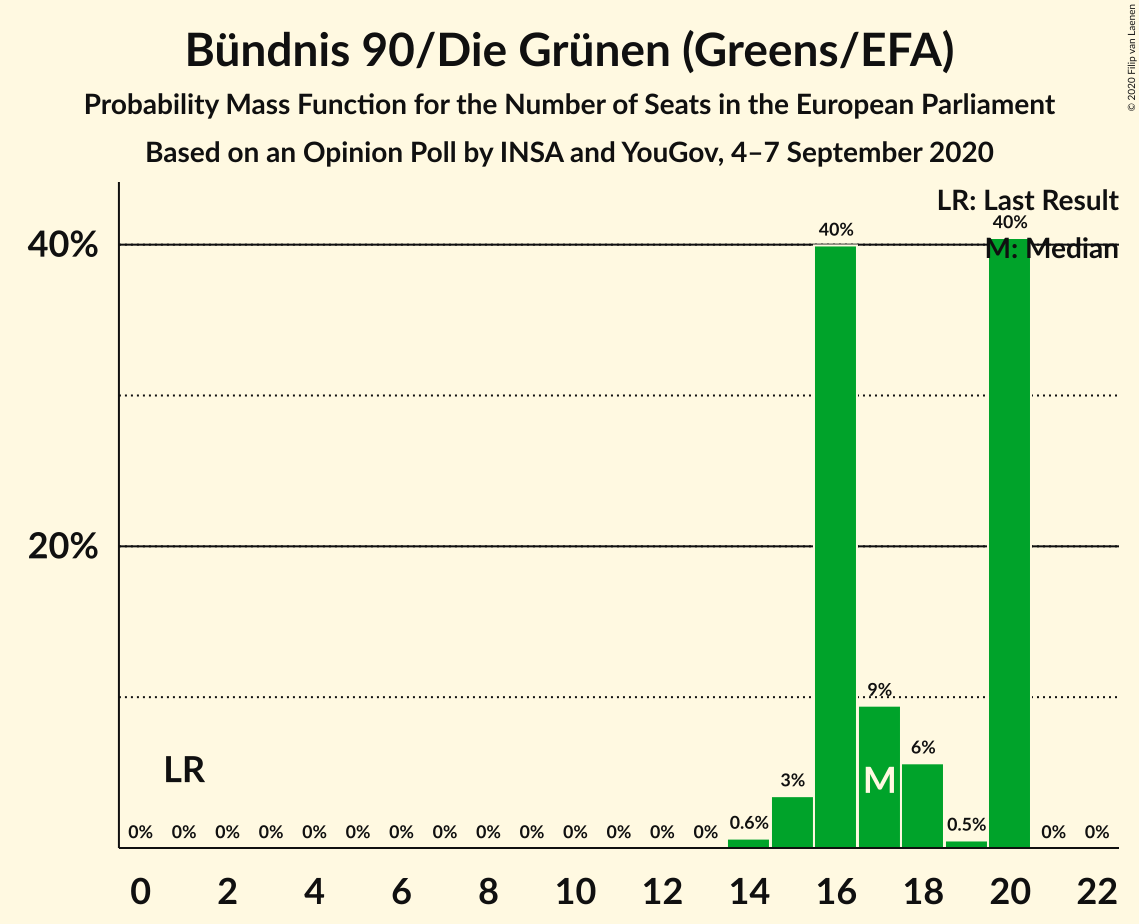 Bündnis 90/Die Grünen (Greens/EFA)
Probability Mass Function for the Number of Seats in the European Parliament
Based on an Opinion Poll by INSA and YouGov, 4–7 September 2020
© 2020 Filip van Laenen
LR: Last Result
M: Median
40%
20%
40%
40%
9%
6%
3%
0.6%
0.5%
LR
M
0% 0% 0% 0% 0% 0% 0% 0% 0% 0% 0% 0% 0% 0% 0% 0%
0 2 4 6 8 10 12 14 16 18 20 22